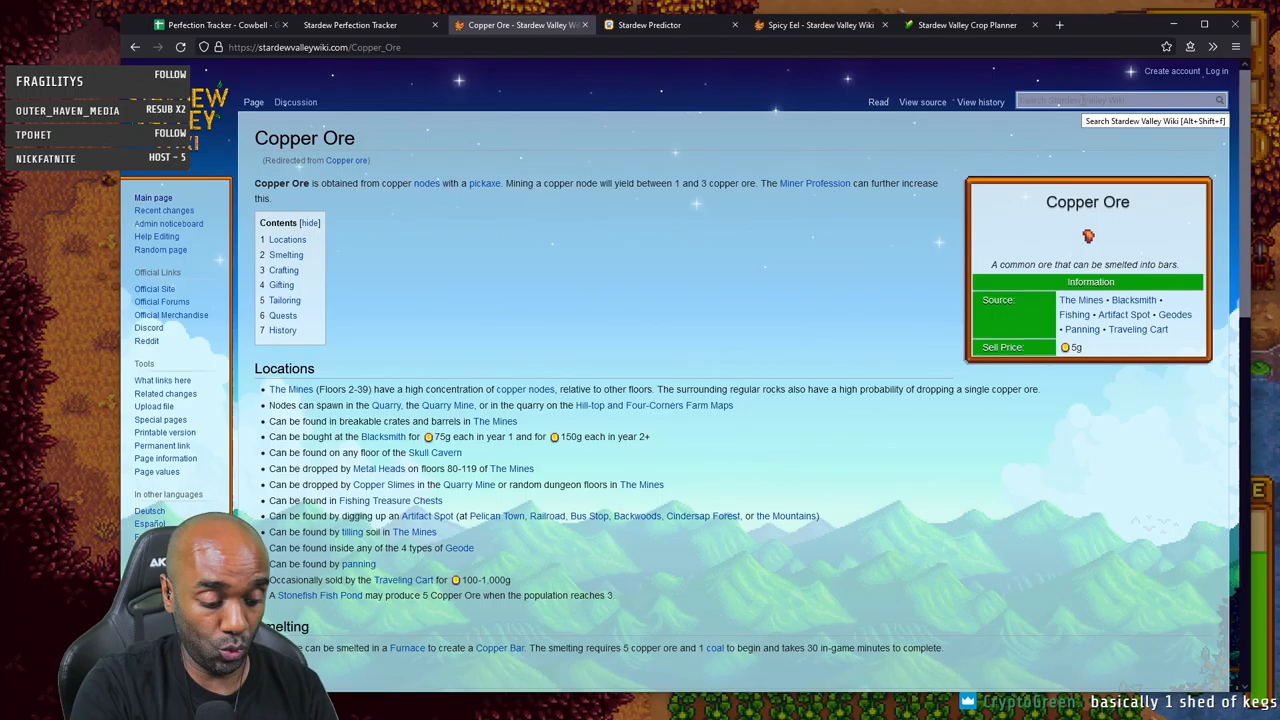 Perfection Tracker - Cowbell - G
Stardew Perfection Tracker
Copper Ore - Stardew Valley Wi
Stardew Predictor
Spicy Eel - Stardew Valley Wiki
Stardew Valley Crop Planner
https://stardewvalleywiki.com/Copper_Ore
FRAGILITYS FOLLOW
OUTER_HAVEN_MEDIA RESUB X2
TPOHET FOLLOW
NICKFATNITE HOST - 5
Create account Log in
Page Discussion
Read View source View history
Search Stardew Valley Wiki
Search Stardew Valley Wiki [Alt+Shift+f]
Copper Ore
(Redirected from Copper ore)
Copper Ore is obtained from copper nodes with a pickaxe. Mining a copper node will yield between 1 and 3 copper ore. The Miner Profession can further increase
this.
Contents [hide]
1 Locations
2 Smelting
3 Crafting
4 Gifting
5 Tailoring
6 Quests
7 History
Copper Ore
A common ore that can be smelted into bars.
Information
Source: The Mines • Blacksmith •
Fishing • Artifact Spot • Geodes
• Panning • Traveling Cart
Sell Price: 5g
Main page
Recent changes
Admin noticeboard
Help Editing
Random page
Official Links
Official Site
Official Forums
Official Merchandise
Discord
Reddit
Tools
What links here
Related changes
Upload file
Special pages
Printable version
Permanent link
Page information
Page values
In other languages
Deutsch
Español
Locations
• The Mines (Floors 2-39) have a high concentration of copper nodes, relative to other floors. The surrounding regular rocks also have a high probability of dropping a single copper ore.
• Nodes can spawn in the Quarry, the Quarry Mine, or in the quarry on the Hill-top and Four-Corners Farm Maps
• Can be found in breakable crates and barrels in The Mines
• Can be bought at the Blacksmith for 75g each in year 1 and for 150g each in year 2+
• Can be found on any floor of the Skull Cavern
• Can be dropped by Metal Heads on floors 80-119 of The Mines
• Can be dropped by Copper Slimes in the Quarry Mine or random dungeon floors in The Mines
• Can be found in Fishing Treasure Chests
• Can be found by digging up an Artifact Spot (at Pelican Town, Railroad, Bus Stop, Backwoods, Cindersap Forest, or the Mountains)
• Can be found by tilling soil in The Mines
Can be found inside any of the 4 types of Geode
Can be found by panning
Occasionally sold by the Traveling Cart for 100-1,000g
A Stonefish Fish Pond may produce 5 Copper Ore when the population reaches 3
melting
can be smelted in a Furnace to create a Copper Bar. The smelting requires 5 copper ore and 1 coal to begin and takes 30 in-game minutes to complete.
CryptoGreen basically 1 shed of kegs